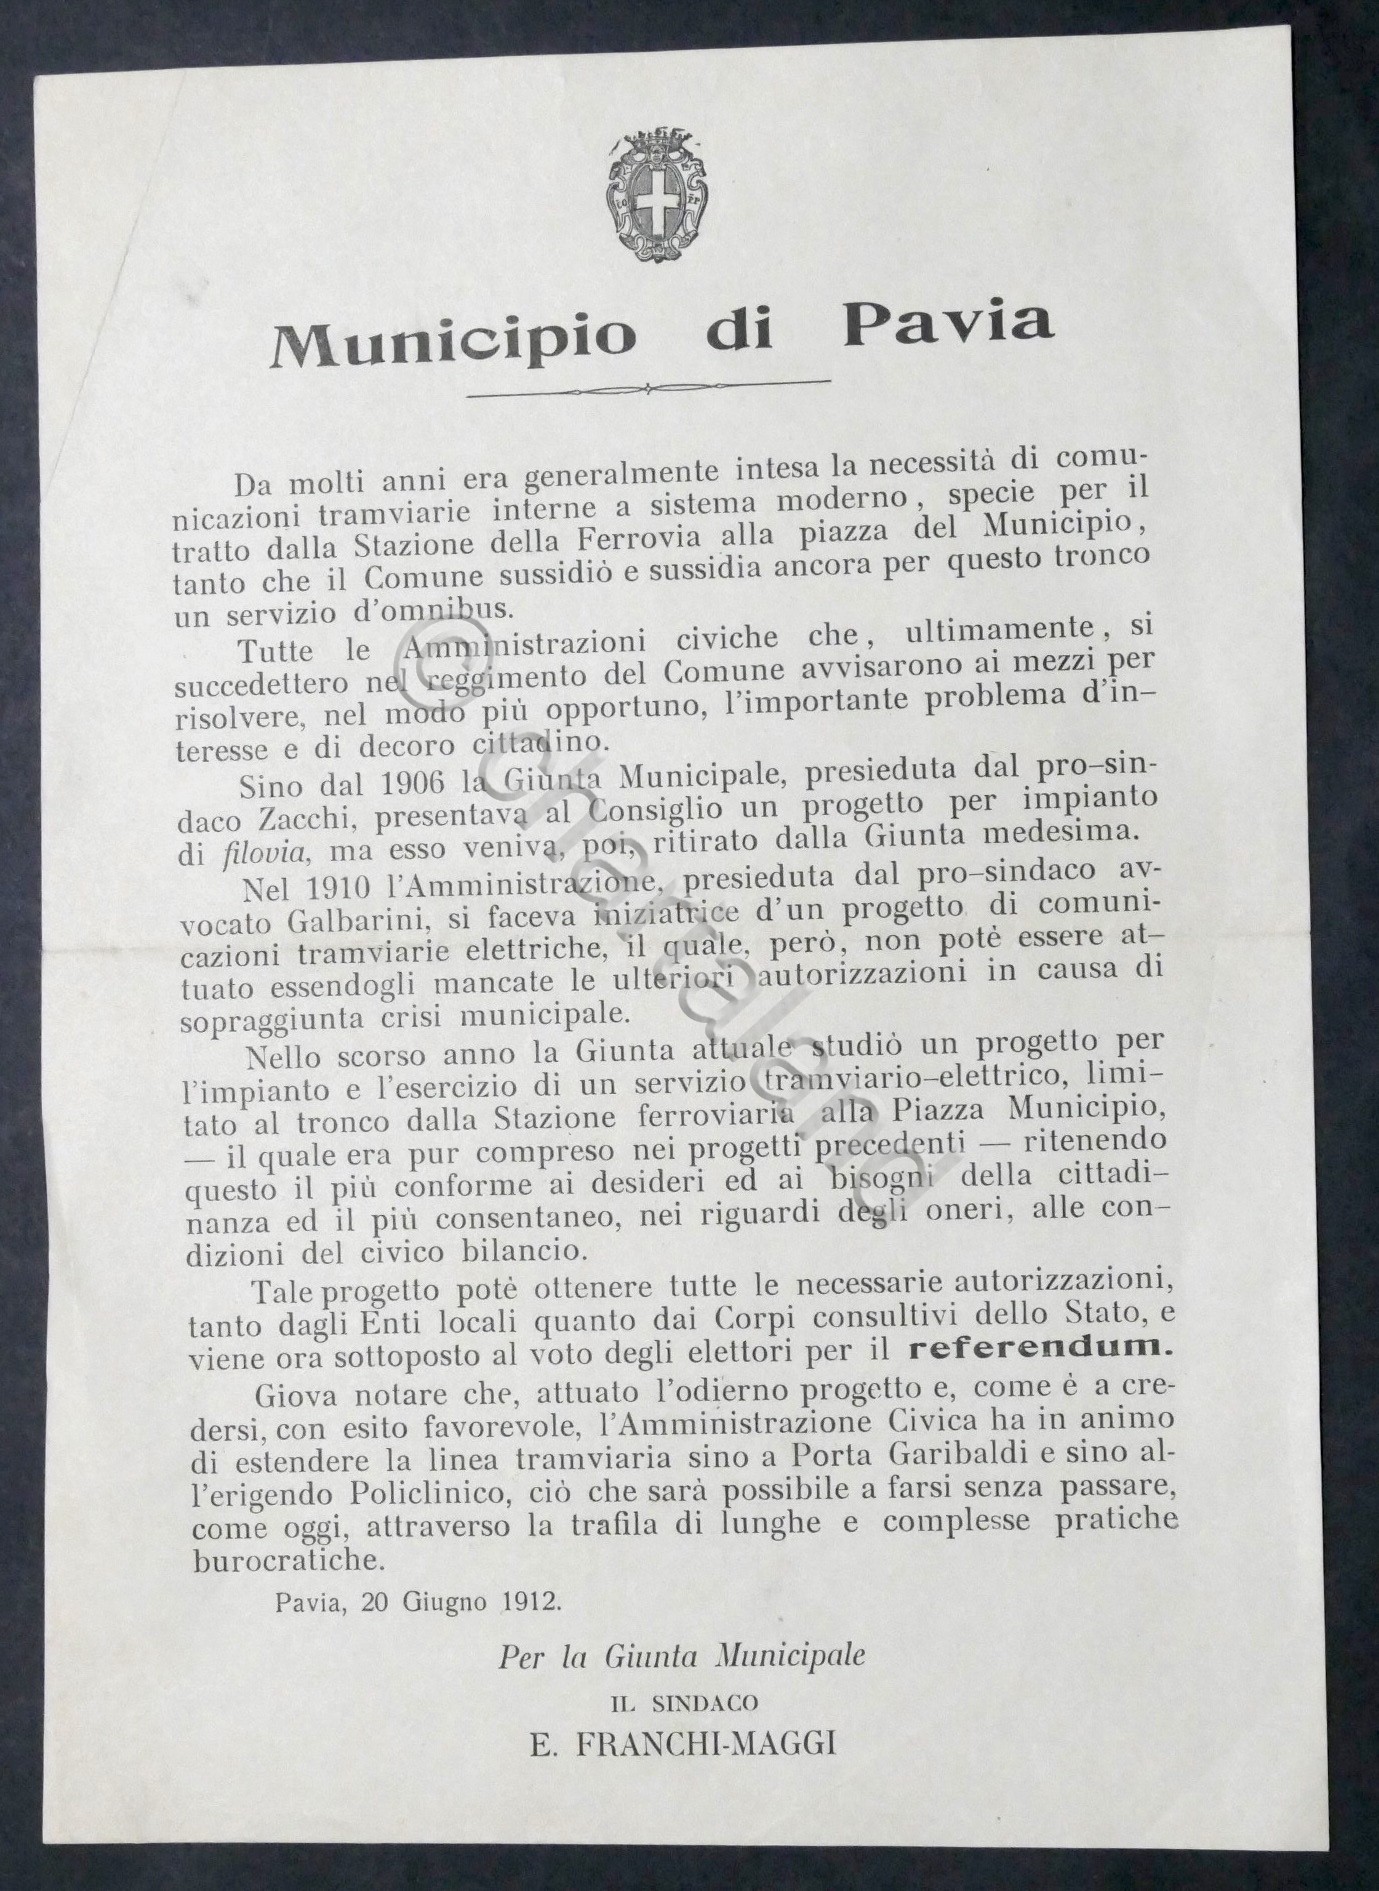 Municipio di Pavia
Da molti anni era generalmente intesa la necessità di comu-
nicazioni tramviarie interne a sistema moderno, specie per il
tratto dalla Stazione della Ferrovia alla piazza del Municipio,
tanto che il Comune sussidiò e sussidia ancora per questo tronco
un servizio d'omnibus.
Tutte le Amministrazioni civiche che, ultimamente, si
succedettero nel reggimento del Comune avvisarono ai mezzi per
risolvere, nel modo più opportuno, l'importante problema d'in-
teresse e di decoro cittadino.
Sino dal 1906 la Giunta Municipale, presieduta dal pro-sin-
daco Zacchi, presentava al Consiglio un progetto per impianto
di filovia, ma esso veniva, poi, ritirato dalla Giunta medesima.
Nel 1910 l'Amministrazione, presieduta dal pro-sindaco av-
vocato Galbarini, si faceva iniziatrice d'un progetto di comuni-
cazioni tramviarie elettriche, il quale, però, non potè essere at-
tuato essendogli mancate le ulteriori autorizzazioni in causa di
sopraggiunta crisi municipale.
Nello scorso anno la Giunta attuale studiò un progetto per
l'impianto e l'esercizio di un servizio tramviario-elettrico, limi-
tato al tronco dalla Stazione ferroviaria alla Piazza Municipio,
— il quale era pur compreso nei progetti precedenti — ritenendo
questo il più conforme ai desideri ed ai bisogni della cittadi-
nanza ed il più consentaneo, nei riguardi degli oneri, alle con-
dizioni del civico bilancio.
Tale progetto potè ottenere tutte le necessarie autorizzazioni,
tanto dagli Enti locali quanto dai Corpi consultivi dello Stato, e
viene ora sottoposto al voto degli elettori per il referendum.
Giova notare che, attuato l'odierno progetto e, come è a cre-
dersi, con esito favorevole, l'Amministrazione Civica ha in animo
di estendere la linea tramviaria sino a Porta Garibaldi e sino al-
l'erigendo Policlinico, ciò che sarà possibile a farsi senza passare,
come oggi, attraverso la trafila di lunghe e complesse pratiche
burocratiche.
Pavia, 20 Giugno 1912.
Per la Giunta Municipale
IL SINDACO
E. FRANCHI-MAGGI
© chartaland